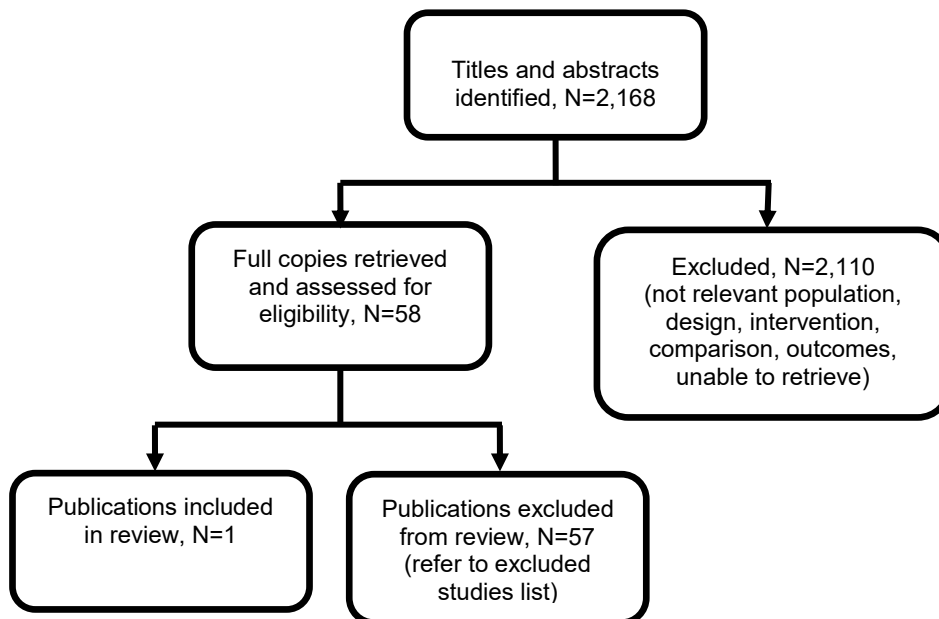 Titles and abstracts
identified, N=2,168
Full copies retrieved
and assessed for
eligibility, N=58
Excluded, N=2,110
(not relevant population,
design, intervention,
comparison, outcomes,
unable to retrieve)
Publications included
in review, N=1
Publications excluded
from review, N=57
(refer to excluded
studies list)